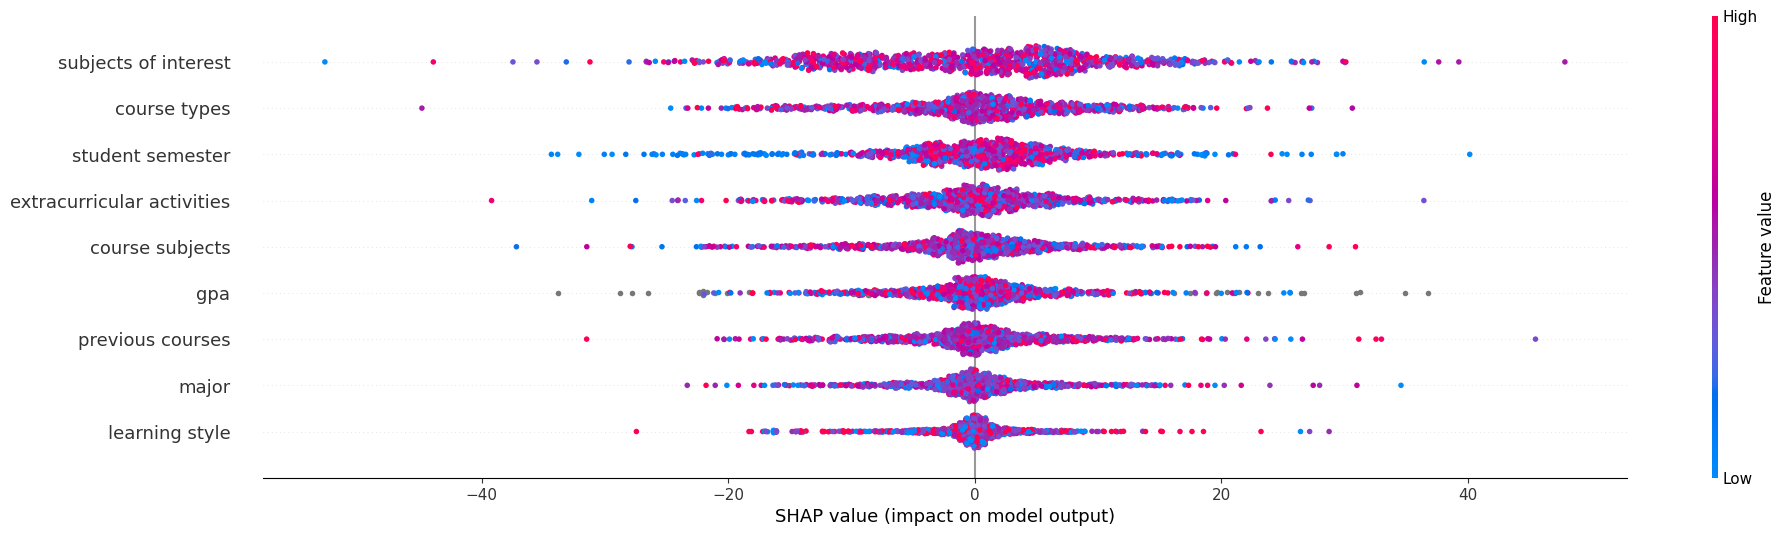 High
subjects of interest
course types
student semester
extracurricular activities
course subjects
gpa
previous courses
major
learning style
Feature value
Low
−40
−20
0
20
40
SHAP value (impact on model output)